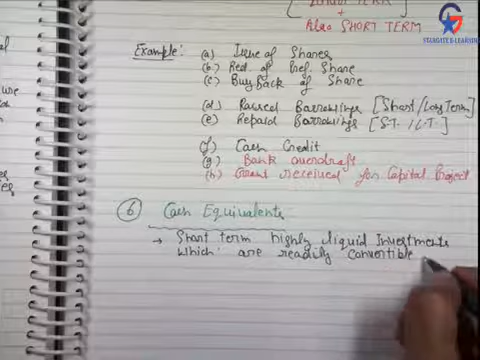 +
Also SHORT TERM
STARGATE E-LEARNING
Example:
(a) Issue of Shares
(b) Red. of Pref. Share
(c) Buy Back of Share
(d) Raised Borrowings [Short/Long Term]
(e) Repaid Borrowings [S.T. / L.T.]
(f) Cash Credit
(g) Bank overdraft
(h) Grant received for Capital Project
6 Cash Equivalents
→ Short term highly liquid Investments
which are readily convertible